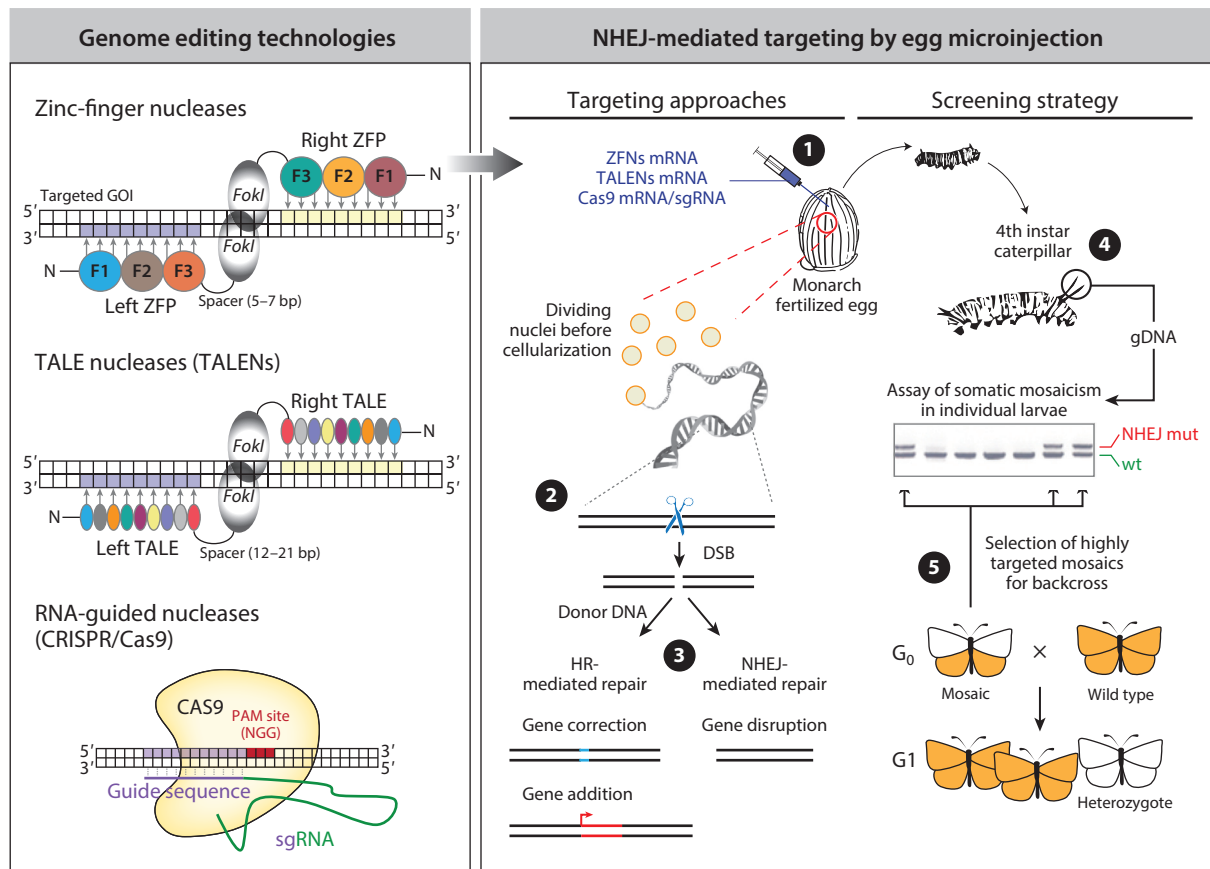 Genome editing technologies
Zinc-finger nucleases
Right ZFP
FokI
F3
F2
F1
N
Targeted GOI
5′
3′
3′
5′
FokI
N
F1
F2
F3
Left ZFP
Spacer (5–7 bp)
TALE nucleases (TALENs)
Right TALE
FokI
N
5′
3′
3′
5′
FokI
N
Left TALE
Spacer (12–21 bp)
RNA-guided nucleases
(CRISPR/Cas9)
CAS9
PAM site
(NGG)
5′
3′
3′
5′
Guide sequence
sgRNA
NHEJ-mediated targeting by egg microinjection
Targeting approaches
1
ZFNs mRNA
TALENs mRNA
Cas9 mRNA/sgRNA
Monarch
fertilized egg
Dividing
nuclei before
cellularization
2
DSB
Donor DNA
3
HR-
mediated repair
NHEJ-
mediated repair
Gene correction
Gene disruption
Gene addition
Screening strategy
4th instar
caterpillar
4
gDNA
Assay of somatic mosaicism
in individual larvae
NHEJ mut
wt
5
Selection of highly
targeted mosaics
for backcross
G0
×
Mosaic
Wild type
G1
Heterozygote